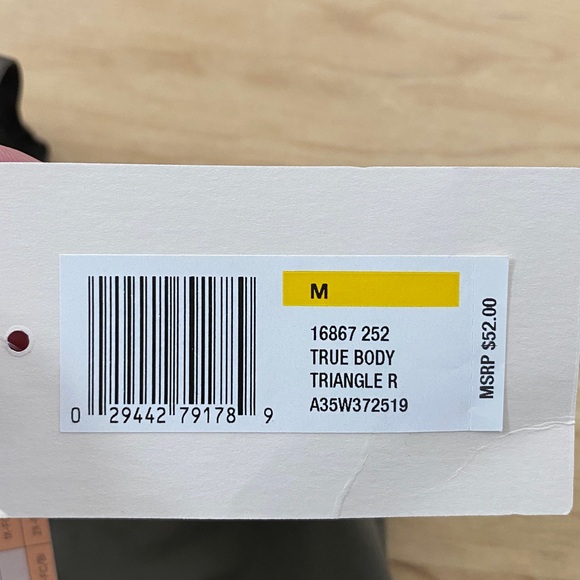 M
16867 252
TRUE BODY
TRIANGLE R
A35W372519
MSRP $52.00
0 29442 79178 9